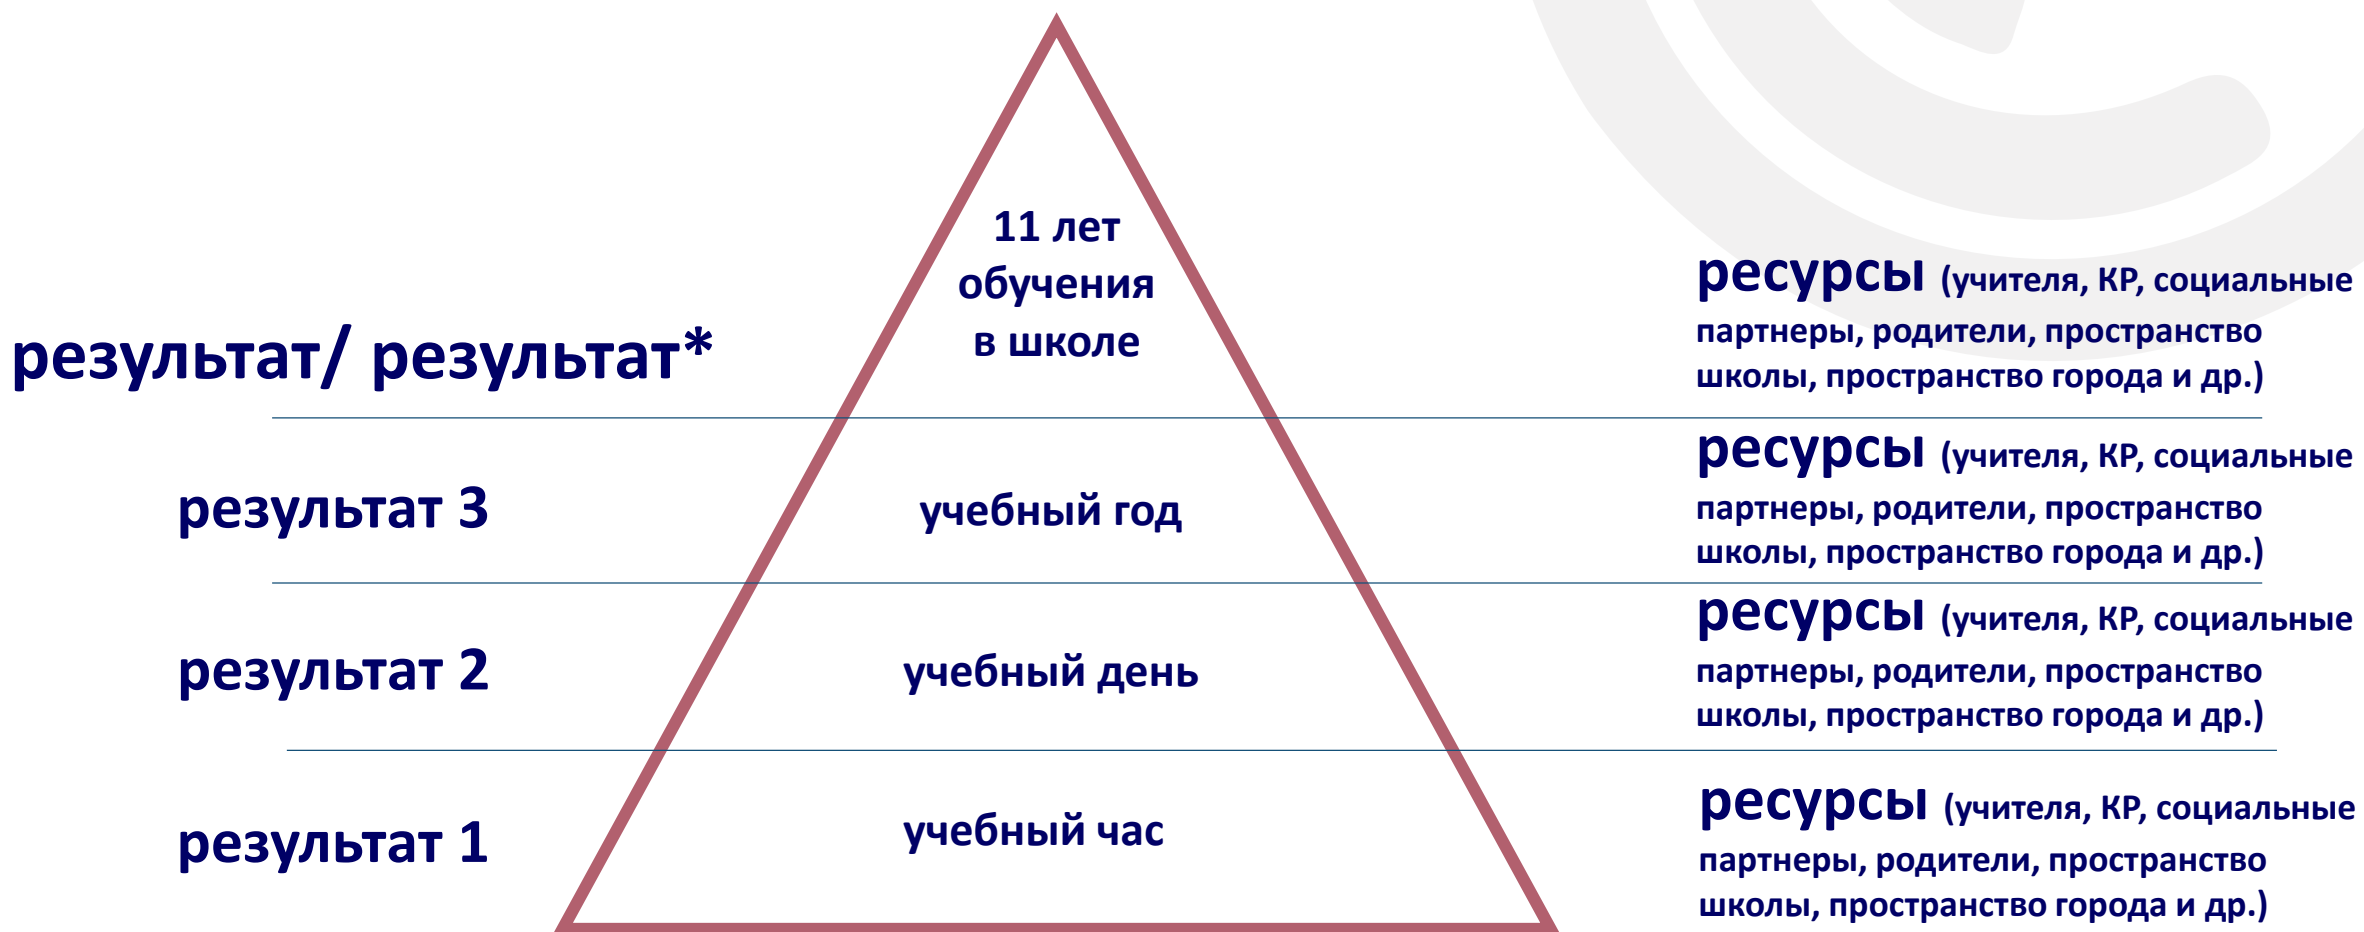 11 лет
обучения
в школе
результат/ результат*
ресурсы (учителя, КР, социальные
партнеры, родители, пространство
школы, пространство города и др.)
результат 3
учебный год
ресурсы (учителя, КР, социальные
партнеры, родители, пространство
школы, пространство города и др.)
результат 2
учебный день
ресурсы (учителя, КР, социальные
партнеры, родители, пространство
школы, пространство города и др.)
результат 1
учебный час
ресурсы (учителя, КР, социальные
партнеры, родители, пространство
школы, пространство города и др.)